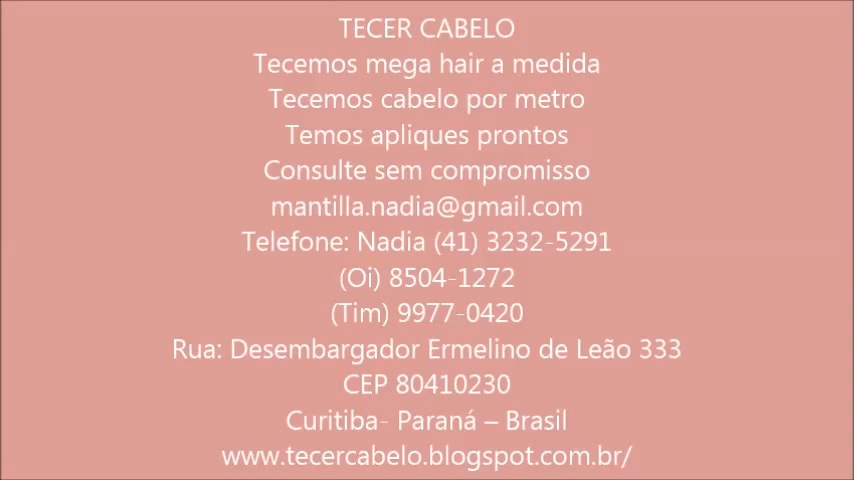 TECER CABELO
Tecemos mega hair a medida
Tecemos cabelo por metro
Temos apliques prontos
Consulte sem compromisso
mantilla.nadia@gmail.com
Telefone: Nadia (41) 3232-5291
(Oi) 8504-1272
(Tim) 9977-0420
Rua: Desembargador Ermelino de Leão 333
CEP 80410230
Curitiba- Paraná – Brasil
www.tecercabelo.blogspot.com.br/